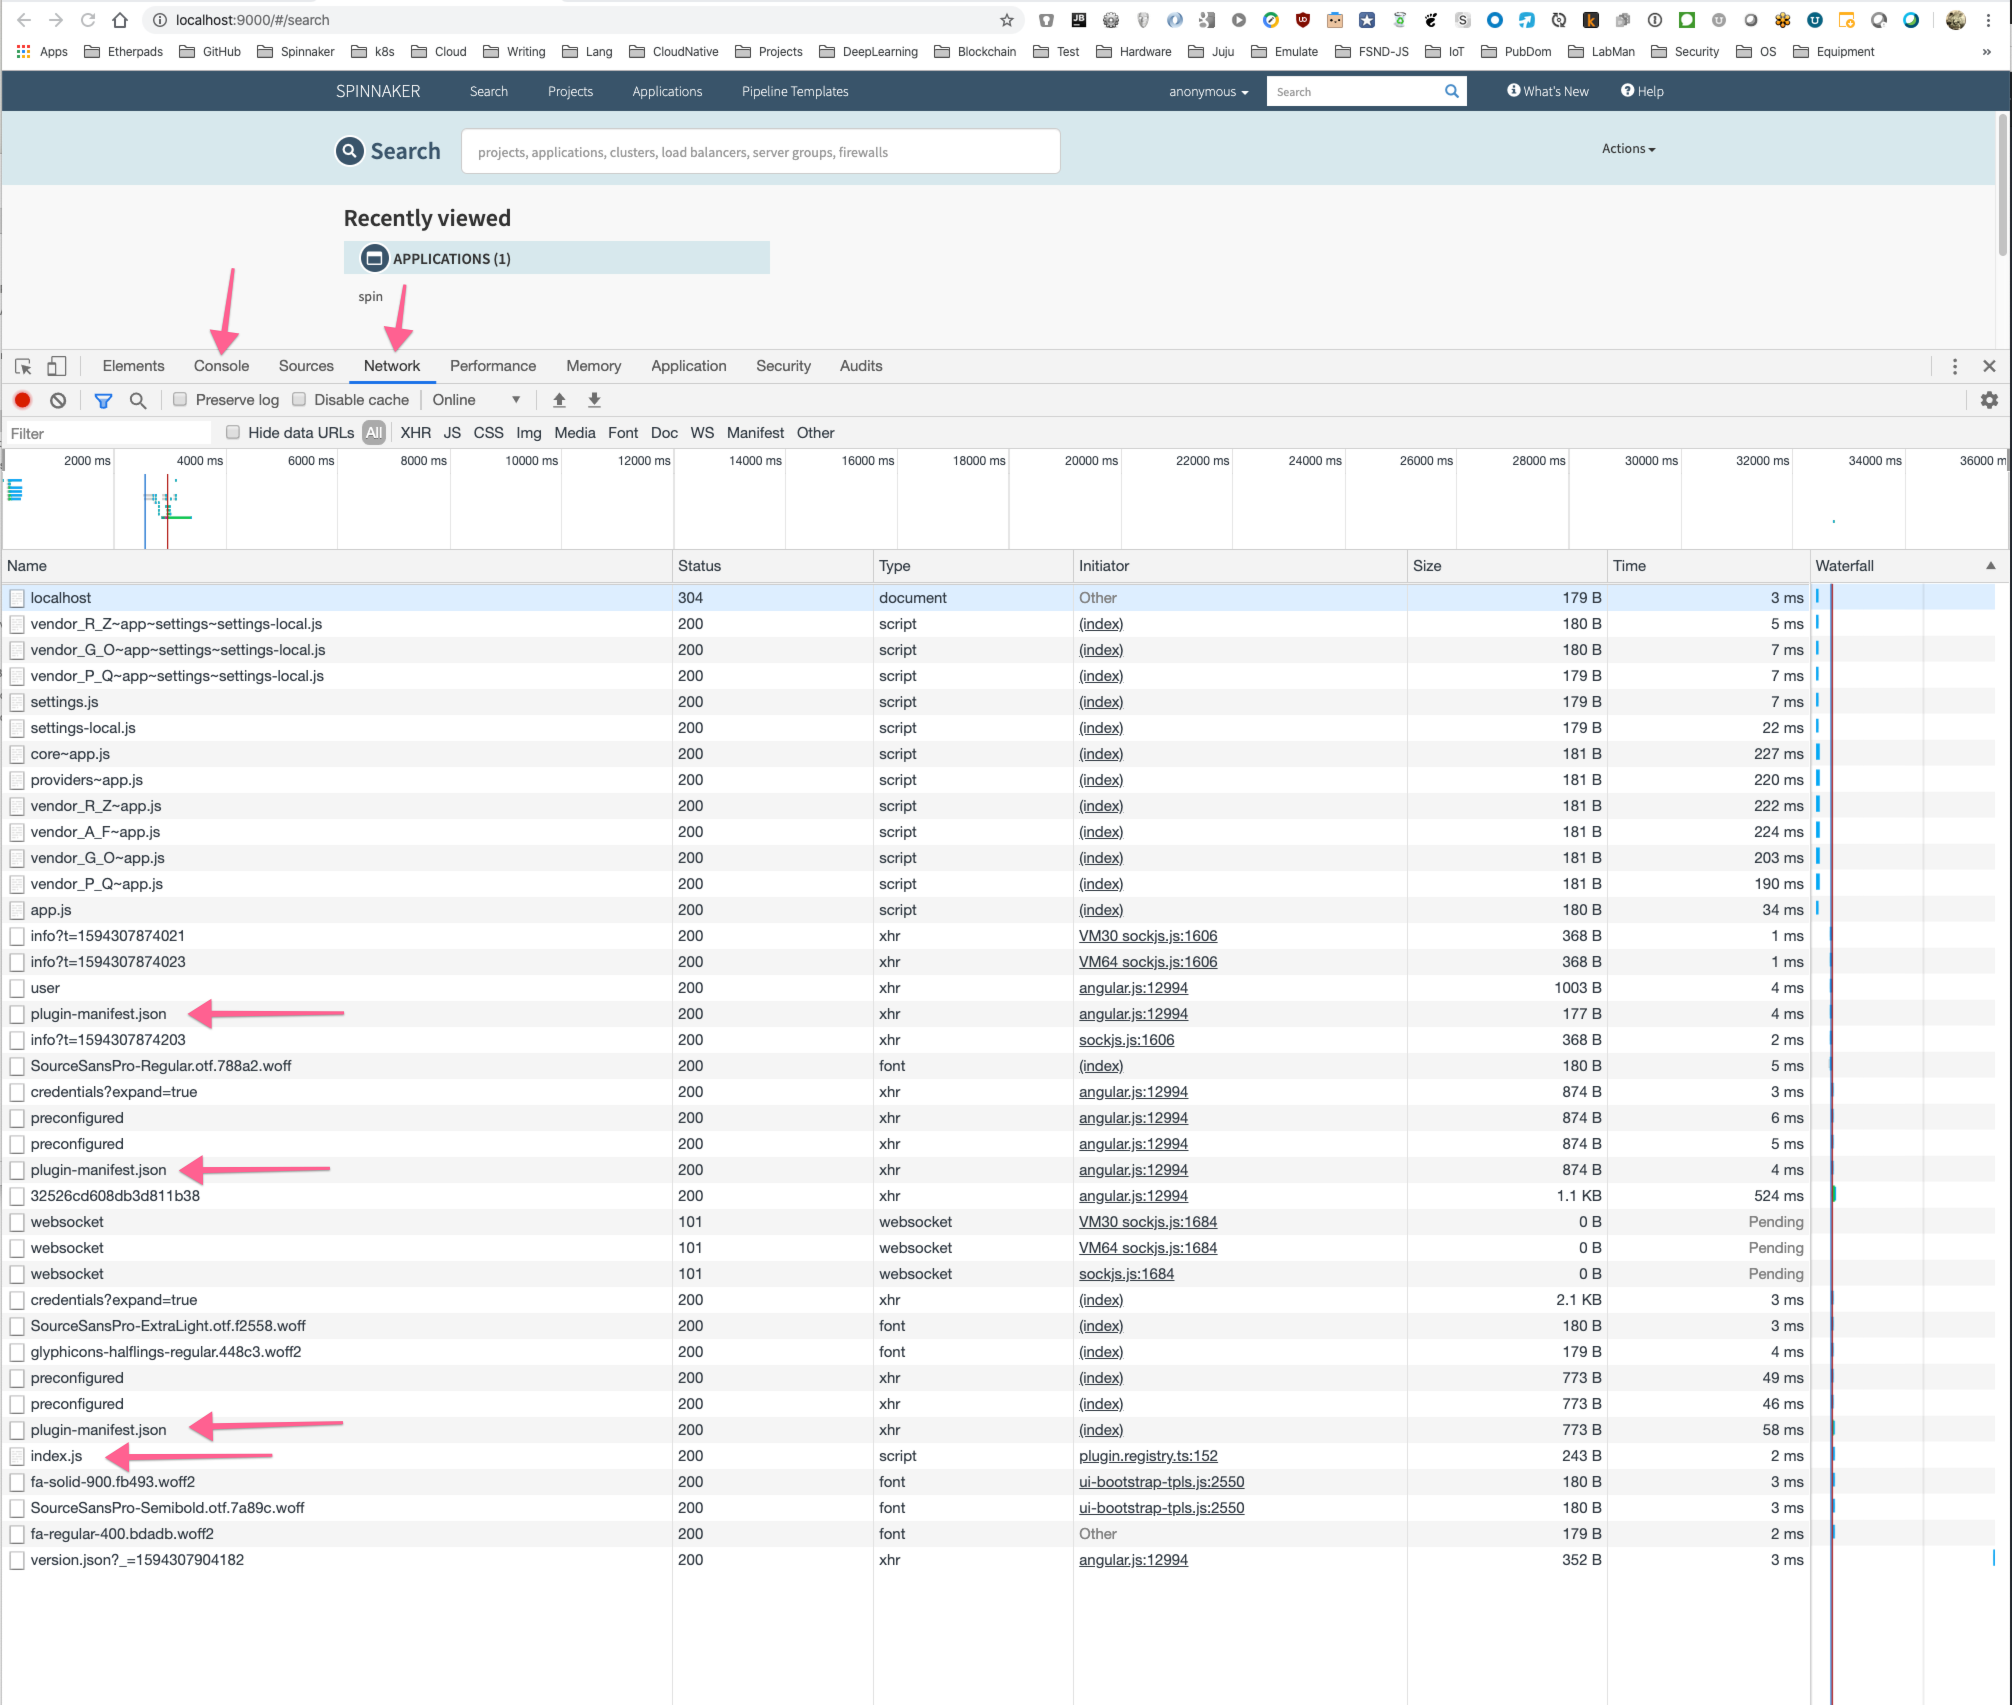 localhost:9000/#/search
Apps Etherpads GitHub Spinnaker k8s Cloud Writing Lang CloudNative Projects DeepLearning Blockchain Test Hardware Juju Emulate FSND-JS IoT PubDom LabMan Security OS Equipment »
SPINNAKER Search Projects Applications Pipeline Templates anonymous Search What's New Help
Search projects, applications, clusters, load balancers, server groups, firewalls Actions
Recently viewed
APPLICATIONS (1)
spin
Elements Console Sources Network Performance Memory Application Security Audits
Preserve log Disable cache Online
Filter Hide data URLs All XHR JS CSS Img Media Font Doc WS Manifest Other
2000 ms 4000 ms 6000 ms 8000 ms 10000 ms 12000 ms 14000 ms 16000 ms 18000 ms 20000 ms 22000 ms 24000 ms 26000 ms 28000 ms 30000 ms 32000 ms 34000 ms 36000 m
Name Status Type Initiator Size Time Waterfall
localhost 304 document Other 179 B 3 ms
vendor_R_Z~app~settings~settings-local.js 200 script (index) 180 B 5 ms
vendor_G_O~app~settings~settings-local.js 200 script (index) 180 B 7 ms
vendor_P_Q~app~settings~settings-local.js 200 script (index) 179 B 7 ms
settings.js 200 script (index) 179 B 7 ms
settings-local.js 200 script (index) 179 B 22 ms
core~app.js 200 script (index) 181 B 227 ms
providers~app.js 200 script (index) 181 B 220 ms
vendor_R_Z~app.js 200 script (index) 181 B 222 ms
vendor_A_F~app.js 200 script (index) 181 B 224 ms
vendor_G_O~app.js 200 script (index) 181 B 203 ms
vendor_P_Q~app.js 200 script (index) 181 B 190 ms
app.js 200 script (index) 180 B 34 ms
info?t=1594307874021 200 xhr VM30 sockjs.js:1606 368 B 1 ms
info?t=1594307874023 200 xhr VM64 sockjs.js:1606 368 B 1 ms
user 200 xhr angular.js:12994 1003 B 4 ms
plugin-manifest.json 200 xhr angular.js:12994 177 B 4 ms
info?t=1594307874203 200 xhr sockjs.js:1606 368 B 2 ms
SourceSansPro-Regular.otf.788a2.woff 200 font (index) 180 B 5 ms
credentials?expand=true 200 xhr angular.js:12994 874 B 3 ms
preconfigured 200 xhr angular.js:12994 874 B 6 ms
preconfigured 200 xhr angular.js:12994 874 B 5 ms
plugin-manifest.json 200 xhr angular.js:12994 874 B 4 ms
32526cd608db3d811b38 200 xhr angular.js:12994 1.1 KB 524 ms
websocket 101 websocket VM30 sockjs.js:1684 0 B Pending
websocket 101 websocket VM64 sockjs.js:1684 0 B Pending
websocket 101 websocket sockjs.js:1684 0 B Pending
credentials?expand=true 200 xhr (index) 2.1 KB 3 ms
SourceSansPro-ExtraLight.otf.f2558.woff 200 font (index) 180 B 3 ms
glyphicons-halflings-regular.448c3.woff2 200 font (index) 179 B 4 ms
preconfigured 200 xhr (index) 773 B 49 ms
preconfigured 200 xhr (index) 773 B 46 ms
plugin-manifest.json 200 xhr (index) 773 B 58 ms
index.js 200 script plugin.registry.ts:152 243 B 2 ms
fa-solid-900.fb493.woff2 200 font ui-bootstrap-tpls.js:2550 180 B 3 ms
SourceSansPro-Semibold.otf.7a89c.woff 200 font ui-bootstrap-tpls.js:2550 180 B 3 ms
fa-regular-400.bdadb.woff2 200 font Other 179 B 2 ms
version.json?_=1594307904182 200 xhr angular.js:12994 352 B 3 ms